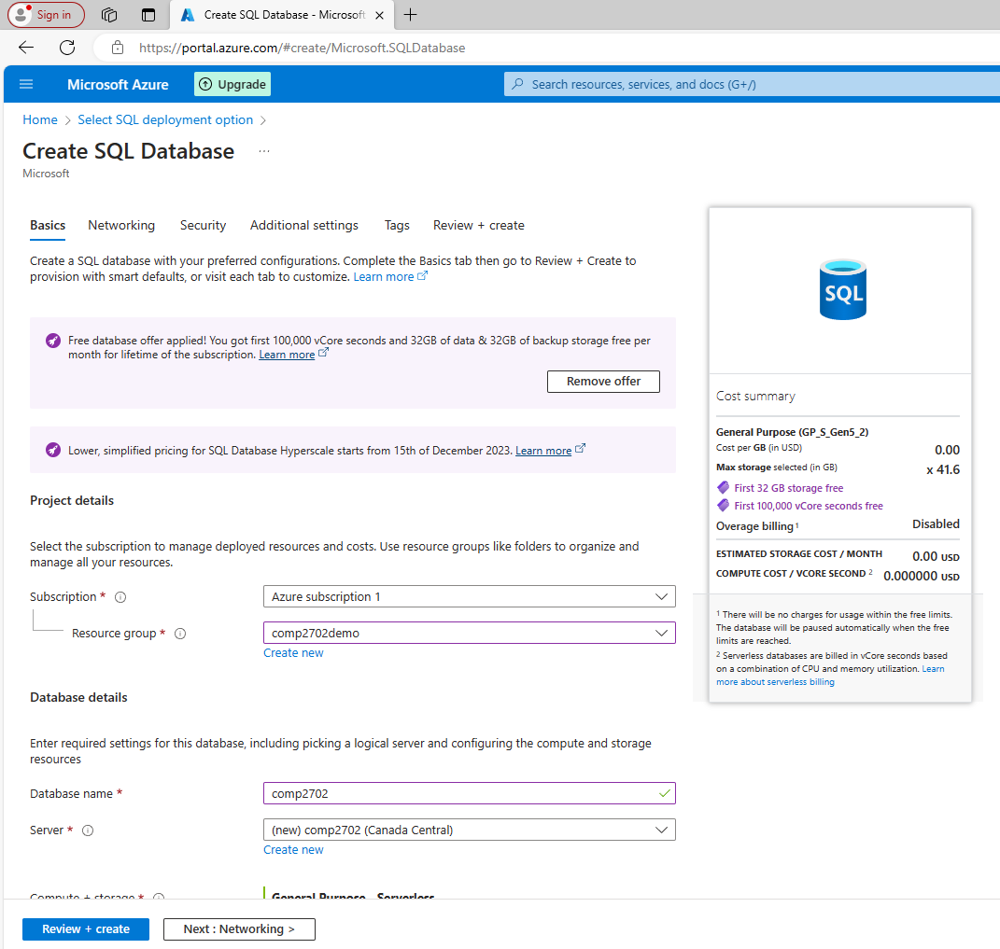 Sign in
Create SQL Database - Microsoft
https://portal.azure.com/#create/Microsoft.SQLDatabase
Microsoft Azure
Upgrade
Search resources, services, and docs (G+/)
Home > Select SQL deployment option >
Create SQL Database ...
Microsoft
Basics Networking Security Additional settings Tags Review + create
Create a SQL database with your preferred configurations. Complete the Basics tab then go to Review + Create to
provision with smart defaults, or visit each tab to customize. Learn more
Free database offer applied! You got first 100,000 vCore seconds and 32GB of data & 32GB of backup storage free per
month for lifetime of the subscription. Learn more
Remove offer
Lower, simplified pricing for SQL Database Hyperscale starts from 15th of December 2023. Learn more
Project details
Select the subscription to manage deployed resources and costs. Use resource groups like folders to organize and
manage all your resources.
Subscription *
Azure subscription 1
Resource group *
comp2702demo
Create new
Database details
Enter required settings for this database, including picking a logical server and configuring the compute and storage
resources
Database name *
comp2702
Server *
(new) comp2702 (Canada Central)
Create new
Compute + storage *
General Purpose - Serverless
Review + create
Next : Networking >
SQL
Cost summary
General Purpose (GP_S_Gen5_2)
Cost per GB (in USD) 0.00
Max storage selected (in GB) x 41.6
First 32 GB storage free
First 100,000 vCore seconds free
Overage billing 1 Disabled
ESTIMATED STORAGE COST / MONTH 0.00 USD
COMPUTE COST / VCORE SECOND 2 0.000000 USD
1 There will be no charges for usage within the free limits.
The database will be paused automatically when the free
limits are reached.
2 Serverless databases are billed in vCore seconds based
on a combination of CPU and memory utilization. Learn
more about serverless billing